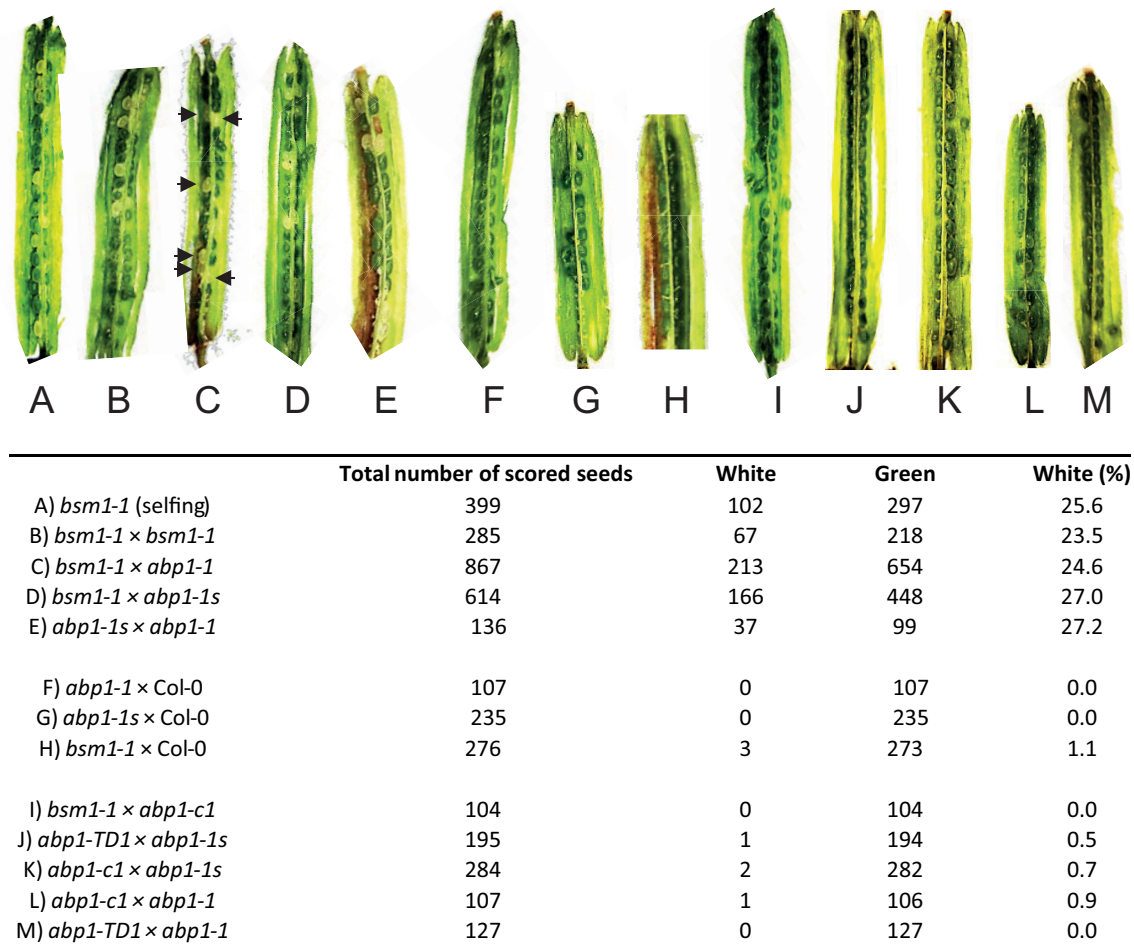 A B C D E F G H I J K L M
Total number of scored seeds White Green White (%)
A) bsm1-1 (selfing) 399 102 297 25.6
B) bsm1-1 × bsm1-1 285 67 218 23.5
C) bsm1-1 × abp1-1 867 213 654 24.6
D) bsm1-1 × abp1-1s 614 166 448 27.0
E) abp1-1s × abp1-1 136 37 99 27.2
F) abp1-1 × Col-0 107 0 107 0.0
G) abp1-1s × Col-0 235 0 235 0.0
H) bsm1-1 × Col-0 276 3 273 1.1
I) bsm1-1 × abp1-c1 104 0 104 0.0
J) abp1-TD1 × abp1-1s 195 1 194 0.5
K) abp1-c1 × abp1-1s 284 2 282 0.7
L) abp1-c1 × abp1-1 107 1 106 0.9
M) abp1-TD1 × abp1-1 127 0 127 0.0